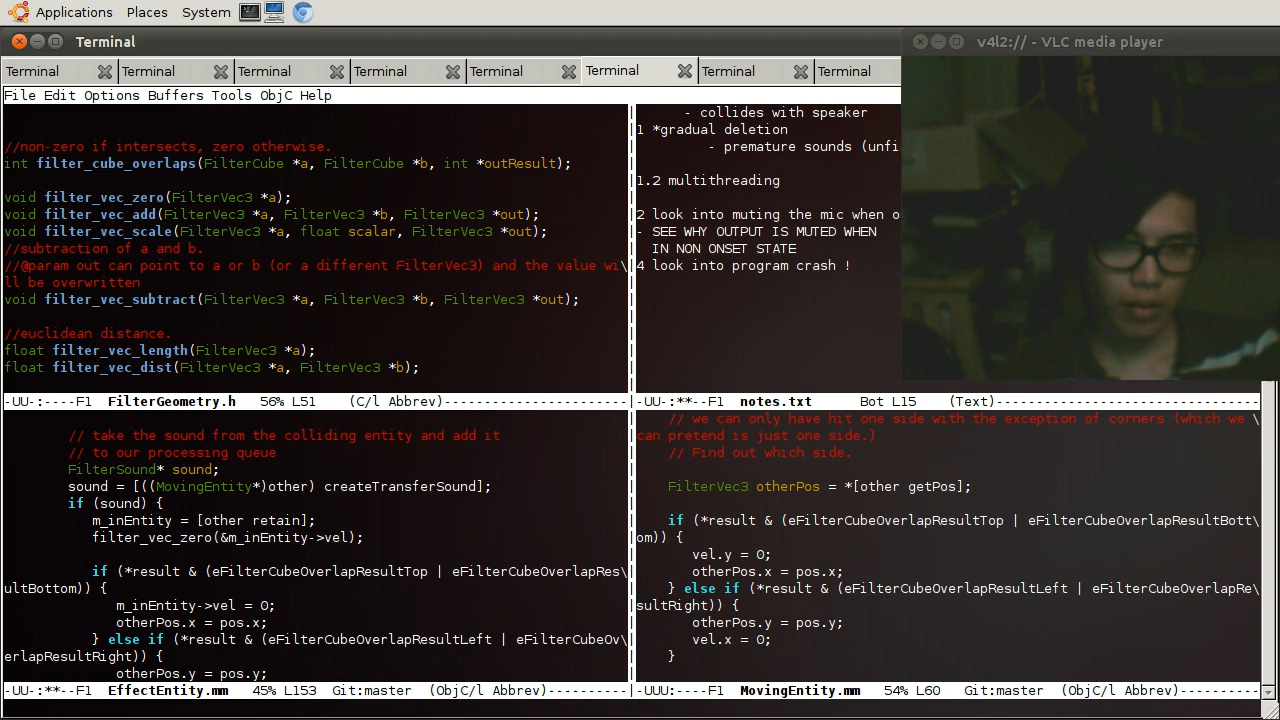 Applications Places System
Terminal
v4l2:// - VLC media player
Terminal Terminal Terminal Terminal Terminal Terminal Terminal Terminal
File Edit Options Buffers Tools ObjC Help
//non-zero if intersects, zero otherwise.
int filter_cube_overlaps(FilterCube *a, FilterCube *b, int *outResult);
void filter_vec_zero(FilterVec3 *a);
void filter_vec_add(FilterVec3 *a, FilterVec3 *b, FilterVec3 *out);
void filter_vec_scale(FilterVec3 *a, float scalar, FilterVec3 *out);
//subtraction of a and b.
//@param out can point to a or b (or a different FilterVec3) and the value wi\
ll be overwritten
void filter_vec_subtract(FilterVec3 *a, FilterVec3 *b, FilterVec3 *out);
//euclidean distance.
float filter_vec_length(FilterVec3 *a);
float filter_vec_dist(FilterVec3 *a, FilterVec3 *b);
-UU-:----F1 FilterGeometry.h 56% L51 (C/l Abbrev)-----------------------
- collides with speaker
1 *gradual deletion
- premature sounds (unfi
1.2 multithreading
2 look into muting the mic when o
- SEE WHY OUTPUT IS MUTED WHEN
IN NON ONSET STATE
4 look into program crash !
-UU-:**--F1 notes.txt Bot L15 (Text)---------------------------------
// take the sound from the colliding entity and add it
// to our processing queue
FilterSound* sound;
sound = [((MovingEntity*)other) createTransferSound];
if (sound) {
m_inEntity = [other retain];
filter_vec_zero(&m_inEntity->vel);
if (*result & (eFilterCubeOverlapResultTop | eFilterCubeOverlapRes\
ultBottom)) {
m_inEntity->vel = 0;
otherPos.x = pos.x;
} else if (*result & (eFilterCubeOverlapResultLeft | eFilterCubeOv\
erlapResultRight)) {
otherPos.y = pos.y;
-UU-:**--F1 EffectEntity.mm 45% L153 Git:master (ObjC/l Abbrev)----------
// we can only have hit one side with the exception of corners (which we \
can pretend is just one side.)
// Find out which side.
FilterVec3 otherPos = *[other getPos];
if (*result & (eFilterCubeOverlapResultTop | eFilterCubeOverlapResultBott\
om)) {
vel.y = 0;
otherPos.x = pos.x;
} else if (*result & (eFilterCubeOverlapResultLeft | eFilterCubeOverlapRe\
sultRight)) {
otherPos.y = pos.y;
vel.x = 0;
}
-UUU:----F1 MovingEntity.mm 54% L60 Git:master (ObjC/l Abbrev)----------